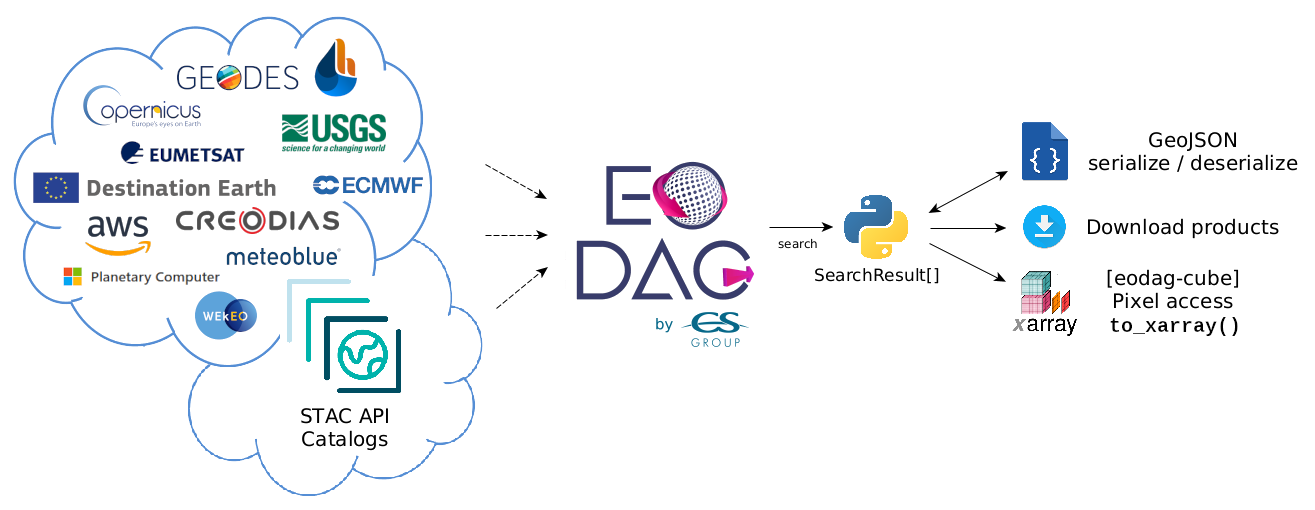 GEODES
opernicus
Europe's eyes on Earth
USGS
science for a changing world
EUMETSAT
Destination Earth
ECMWF
aws
CREODIAS
meteoblue®
Planetary Computer
WEkEO
STAC API
Catalogs
EO
DAG
by CS
GROUP
search
SearchResult[]
{ }
GeoJSON
serialize / deserialize
Download products
[eodag-cube]
Pixel access
to_xarray()
xarray